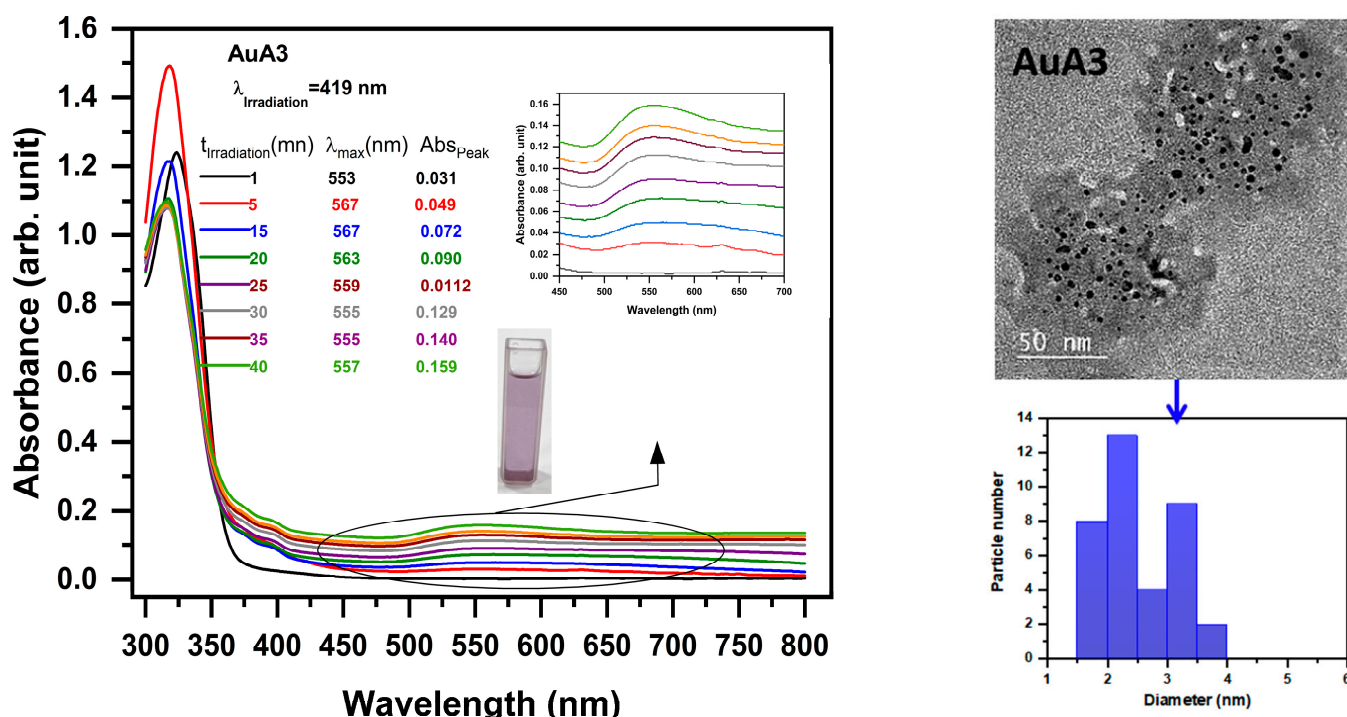 AuA3
λIrradiation =419 nm
tIrradiation(mn) λmax(nm) AbsPeak
1 553 0.031
5 567 0.049
15 567 0.072
20 563 0.090
25 559 0.0112
30 555 0.129
35 555 0.140
40 557 0.159
Absorbance (arb. unit)
1.6
1.4
1.2
1.0
0.8
0.6
0.4
0.2
0.0
300 350 400 450 500 550 600 650 700 750 800
Wavelength (nm)
Absorbance (arb. unit)
0.16
0.14
0.12
0.10
0.08
0.06
0.04
0.02
0.00
450 500 550 600 650 700
Wavelength (nm)
AuA3
50 nm
Particle number
14
12
10
8
6
4
2
0
1 2 3 4 5 6
Diameter (nm)